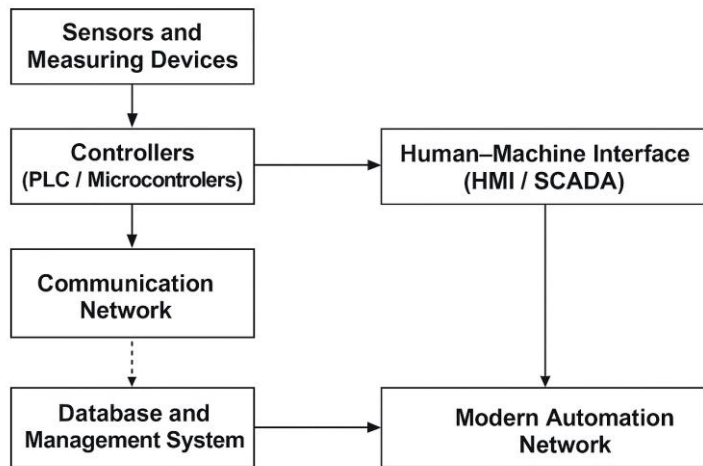 Sensors and
Measuring Devices
Controllers
(PLC / Microcontrolers)
Human–Machine Interface
(HMI / SCADA)
Communication
Network
Database and
Management System
Modern Automation
Network